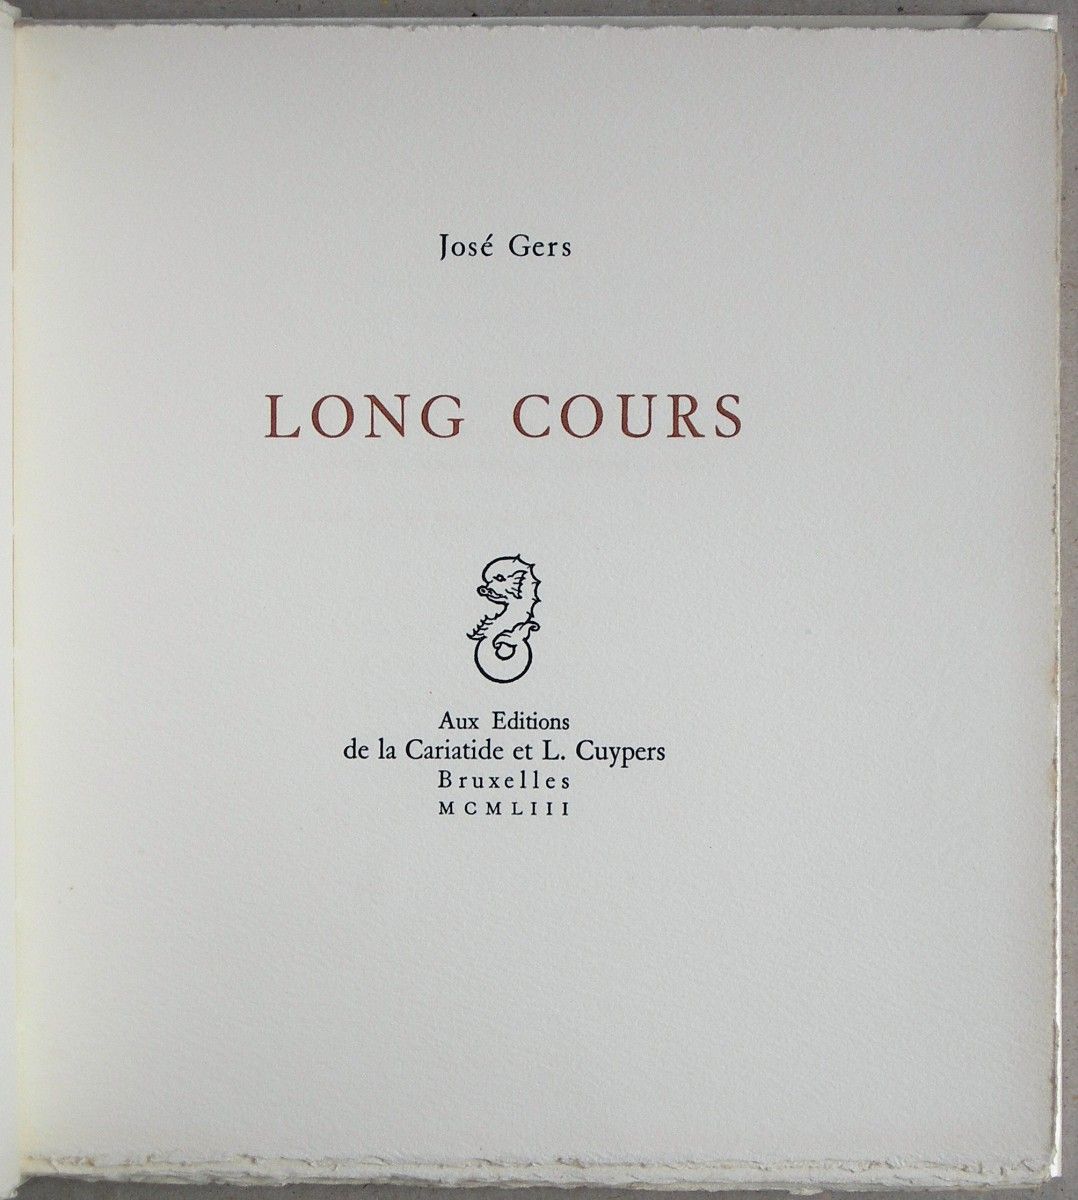 José Gers
LONG COURS
Aux Editions
de la Cariatide et L. Cuypers
Bruxelles
MCMLIII